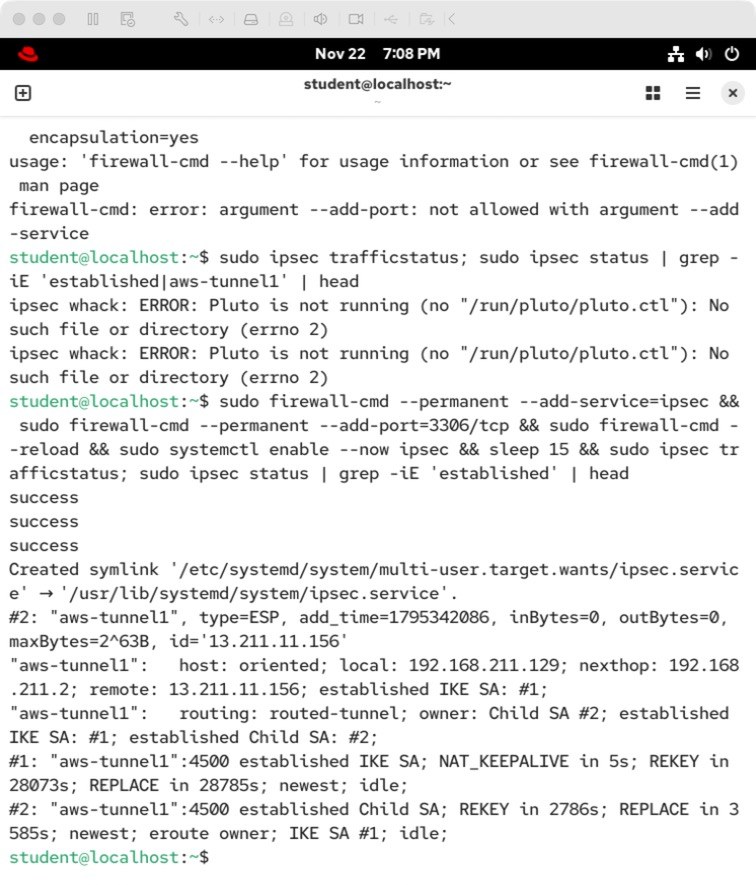 Nov 22 7:08 PM
student@localhost:~
~
encapsulation=yes
usage: 'firewall-cmd --help' for usage information or see firewall-cmd(1)
 man page
firewall-cmd: error: argument --add-port: not allowed with argument --add
-service
student@localhost:~$ sudo ipsec trafficstatus; sudo ipsec status | grep -
iE 'established|aws-tunnel1' | head
ipsec whack: ERROR: Pluto is not running (no "/run/pluto/pluto.ctl"): No
such file or directory (errno 2)
ipsec whack: ERROR: Pluto is not running (no "/run/pluto/pluto.ctl"): No
such file or directory (errno 2)
student@localhost:~$ sudo firewall-cmd --permanent --add-service=ipsec &&
 sudo firewall-cmd --permanent --add-port=3306/tcp && sudo firewall-cmd -
-reload && sudo systemctl enable --now ipsec && sleep 15 && sudo ipsec tr
afficstatus; sudo ipsec status | grep -iE 'established' | head
success
success
success
Created symlink '/etc/systemd/system/multi-user.target.wants/ipsec.servic
e' → '/usr/lib/systemd/system/ipsec.service'.
#2: "aws-tunnel1", type=ESP, add_time=1795342086, inBytes=0, outBytes=0,
maxBytes=2^63B, id='13.211.11.156'
"aws-tunnel1":   host: oriented; local: 192.168.211.129; nexthop: 192.168
.211.2; remote: 13.211.11.156; established IKE SA: #1;
"aws-tunnel1":   routing: routed-tunnel; owner: Child SA #2; established
IKE SA: #1; established Child SA: #2;
#1: "aws-tunnel1":4500 established IKE SA; NAT_KEEPALIVE in 5s; REKEY in
28073s; REPLACE in 28785s; newest; idle;
#2: "aws-tunnel1":4500 established Child SA; REKEY in 2786s; REPLACE in 3
585s; newest; eroute owner; IKE SA #1; idle;
student@localhost:~$